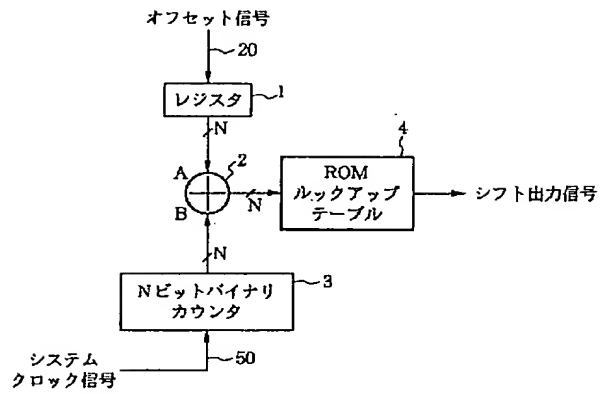 オフセット信号
20
レジスタ
1
N
A
2
B
N
ROM
ルックアップ
テーブル
4
シフト出力信号
N
Nビットバイナリ
カウンタ
3
システム
クロック信号
50